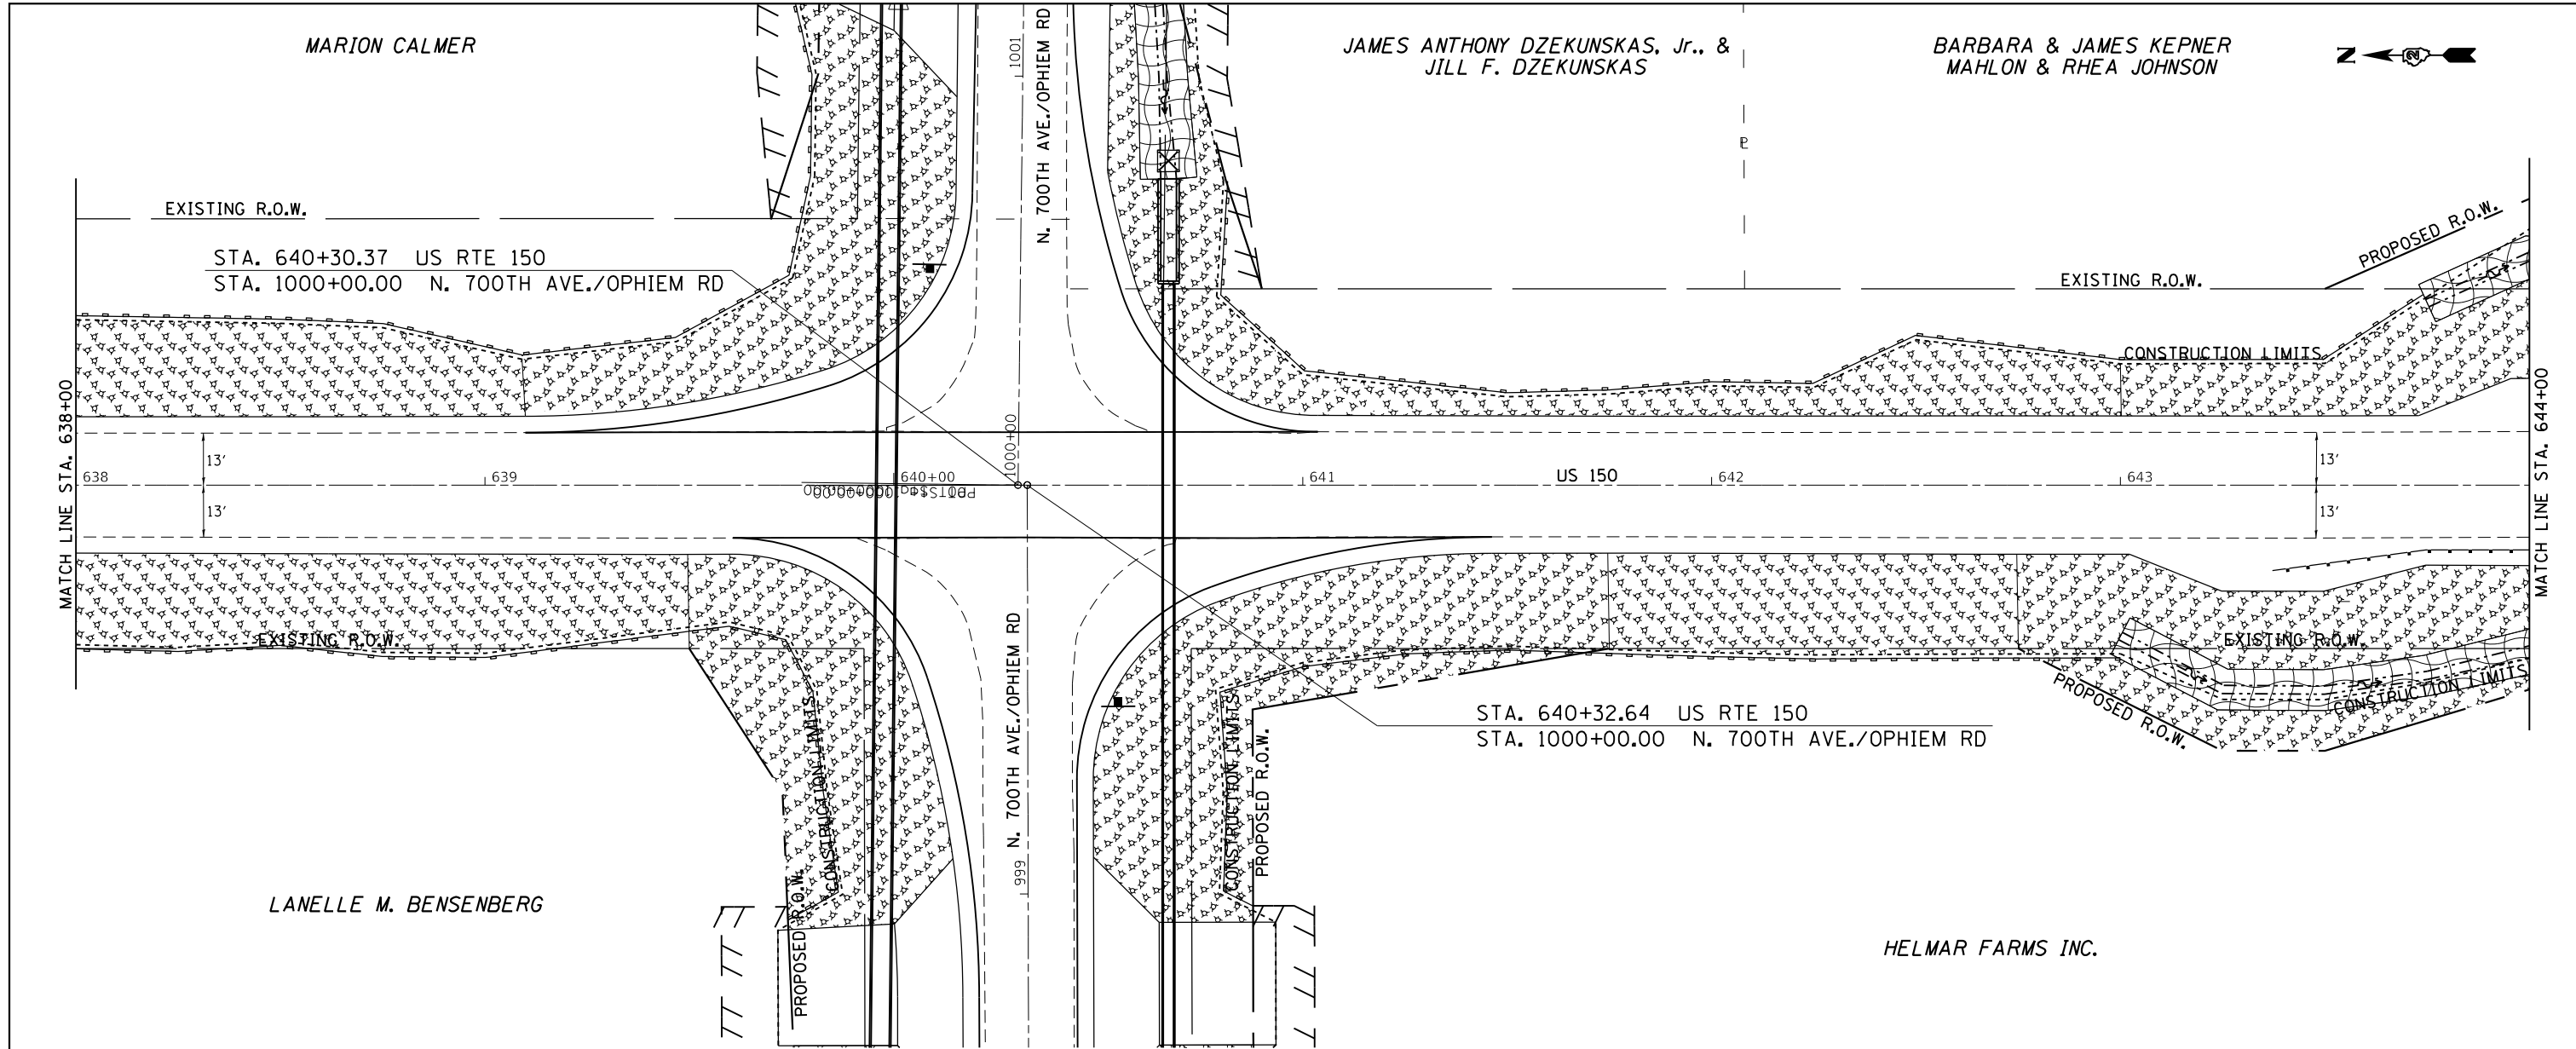 MARION CALMER
JAMES ANTHONY DZEKUNSKAS, Jr., &
JILL F. DZEKUNSKAS
BARBARA & JAMES KEPNER
MAHLON & RHEA JOHNSON
N
1001
N. 700TH AVE./OPHIEM RD
EXISTING R.O.W.
STA. 640+30.37 US RTE 150
STA. 1000+00.00 N. 700TH AVE./OPHIEM RD
PROPOSED R.O.W.
EXISTING R.O.W.
CONSTRUCTION LIMITS
MATCH LINE STA. 638+00
MATCH LINE STA. 644+00
1000+00
13'
13'
638
639
640+00
641
US 150
642
643
13'
13'
EXISTING R.O.W.
EXISTING R.O.W.
N. 700TH AVE./OPHIEM RD
999
CONSTRUCTION LIMITS
PROPOSED R.O.W.
CONSTRUCTION LIMITS
PROPOSED R.O.W.
PROPOSED R.O.W.
CONSTRUCTION LIMITS
STA. 640+32.64 US RTE 150
STA. 1000+00.00 N. 700TH AVE./OPHIEM RD
LANELLE M. BENSENBERG
HELMAR FARMS INC.